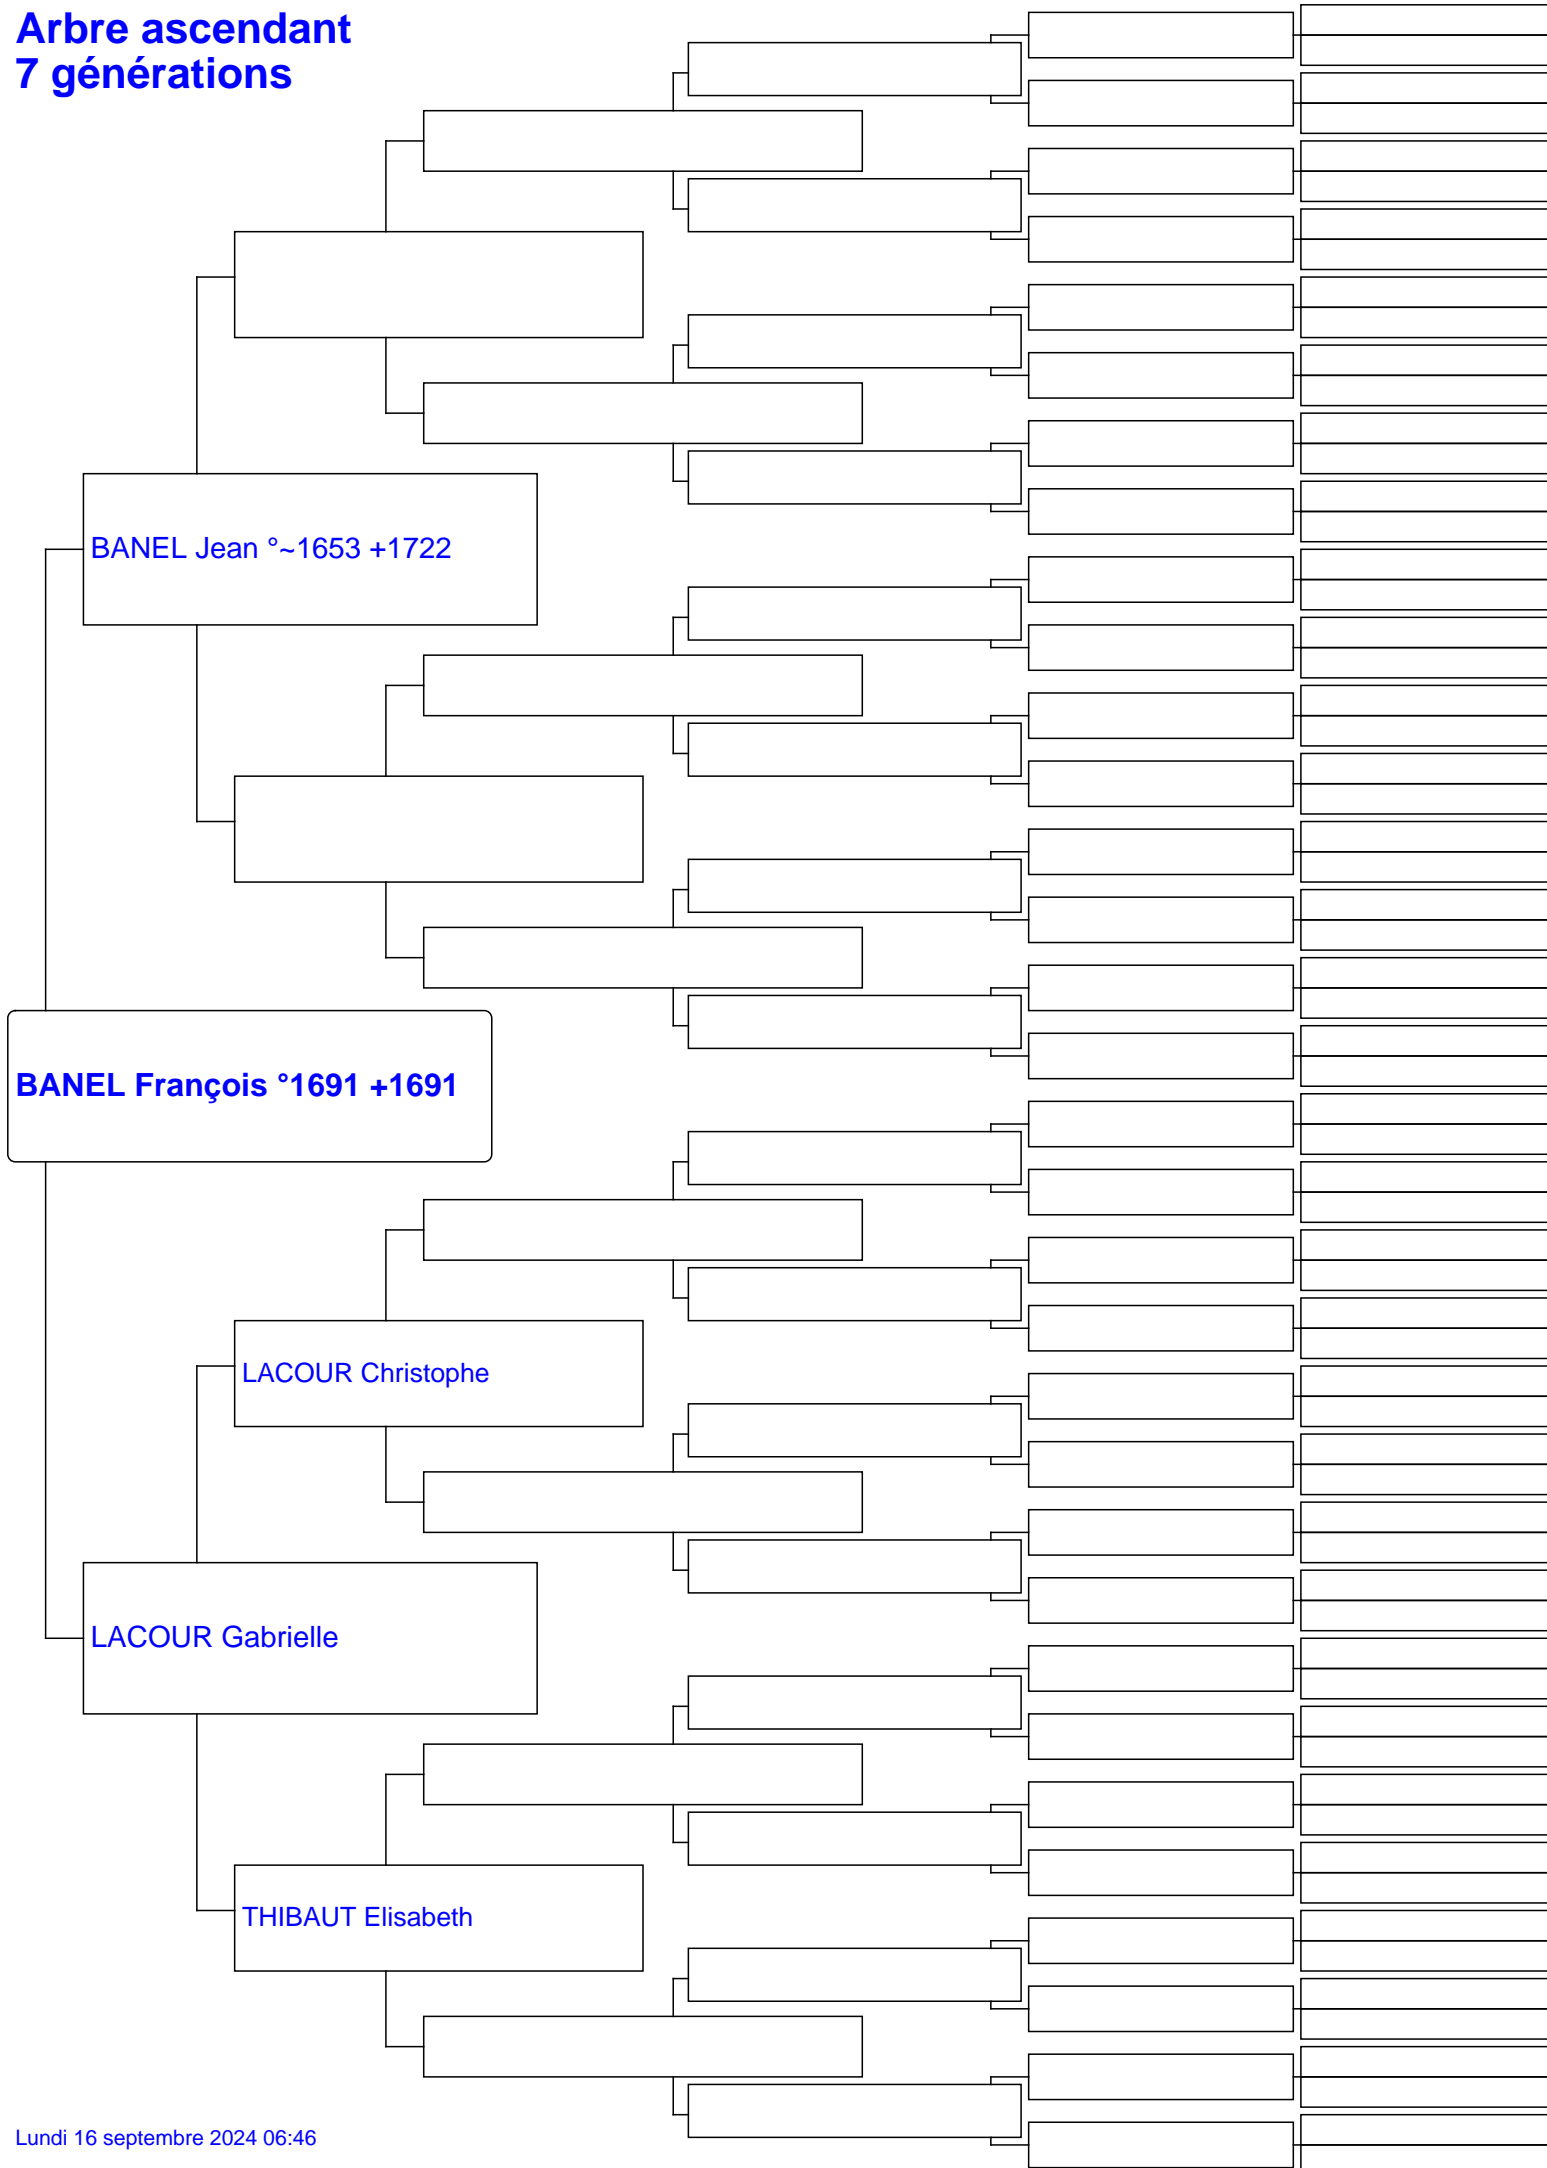 Arbre ascendant
7 générations
BANEL Jean °~1653 +1722
BANEL François °1691 +1691
LACOUR Christophe
LACOUR Gabrielle
THIBAUT Elisabeth
Lundi 16 septembre 2024 06:46